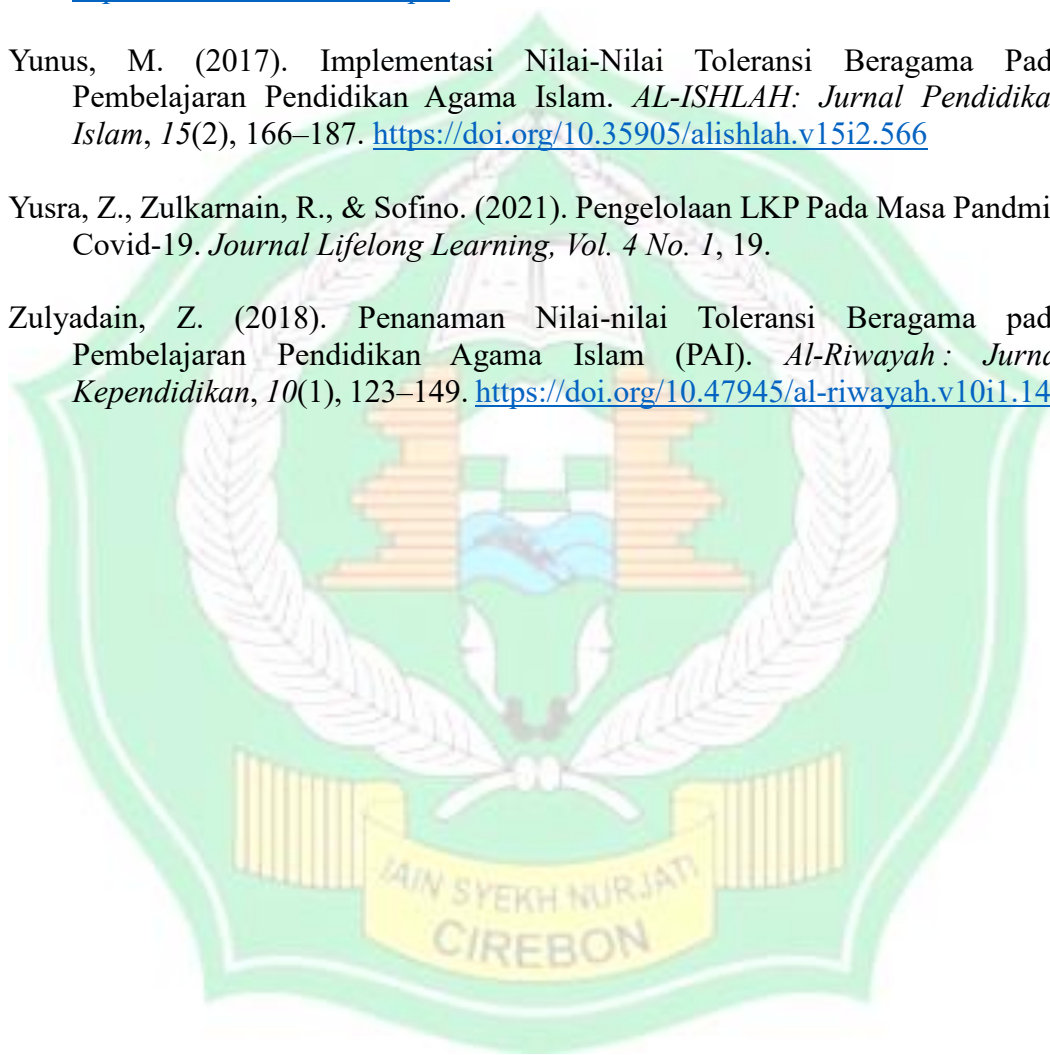 Yunus, M. (2017). Implementasi Nilai-Nilai Toleransi Beragama Pad
Pembelajaran Pendidikan Agama Islam. AL-ISHLAH: Jurnal Pendidika
Islam, 15(2), 166–187. https://doi.org/10.35905/alishlah.v15i2.566
Yusra, Z., Zulkarnain, R., & Sofino. (2021). Pengelolaan LKP Pada Masa Pandmi
Covid-19. Journal Lifelong Learning, Vol. 4 No. 1, 19.
Zulyadain, Z. (2018). Penanaman Nilai-nilai Toleransi Beragama pad
Pembelajaran Pendidikan Agama Islam (PAI). Al-Riwayah : Jurna
Kependidikan, 10(1), 123–149. https://doi.org/10.47945/al-riwayah.v10i1.14
IAIN SYEKH NURJATI
CIREBON